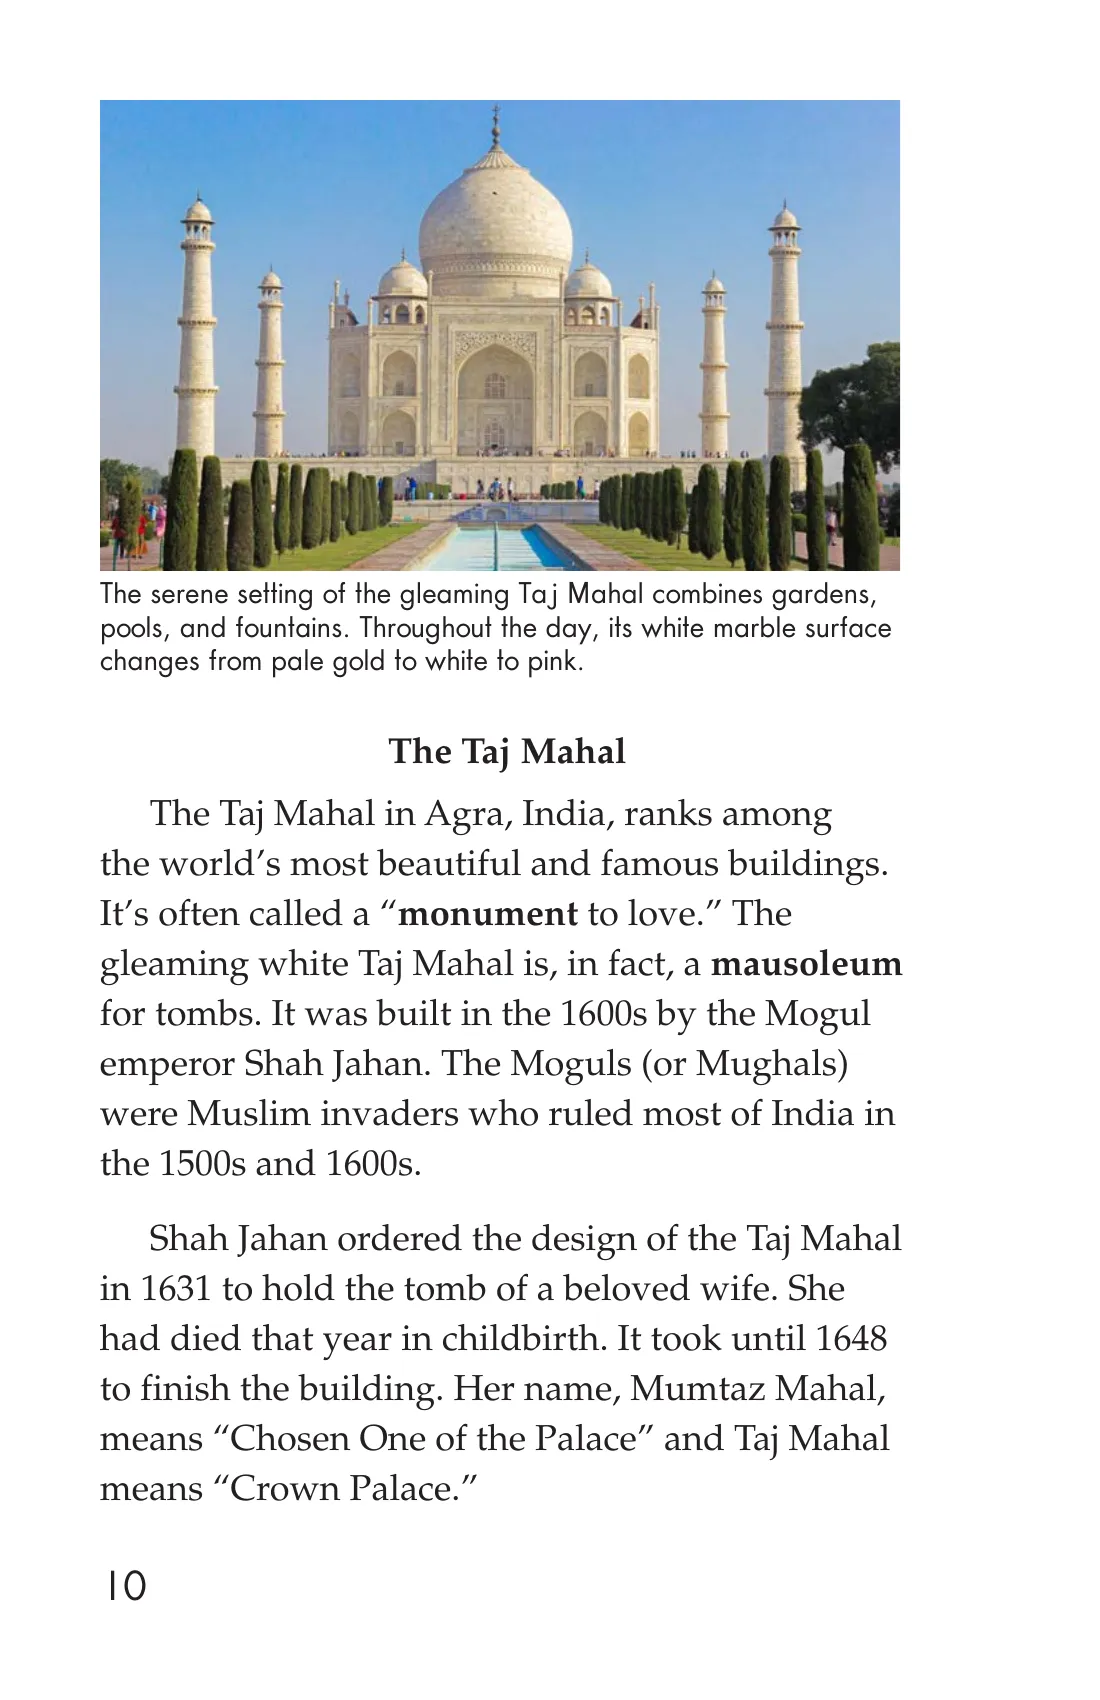 The serene setting of the gleaming Taj Mahal combines gardens,
pools, and fountains. Throughout the day, its white marble surface
changes from pale gold to white to pink.
The Taj Mahal
The Taj Mahal in Agra, India, ranks among
the world’s most beautiful and famous buildings.
It’s often called a “monument to love.” The
gleaming white Taj Mahal is, in fact, a mausoleum
for tombs. It was built in the 1600s by the Mogul
emperor Shah Jahan. The Moguls (or Mughals)
were Muslim invaders who ruled most of India in
the 1500s and 1600s.
Shah Jahan ordered the design of the Taj Mahal
in 1631 to hold the tomb of a beloved wife. She
had died that year in childbirth. It took until 1648
to finish the building. Her name, Mumtaz Mahal,
means “Chosen One of the Palace” and Taj Mahal
means “Crown Palace.”
10